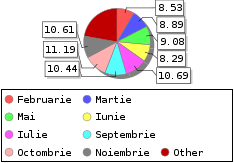 8.53
10.61 8.89
11.19 9.08
10.44 8.29
10.69
Februarie Martie
Mai Iunie
Iulie Septembrie
Octombrie Noiembrie Other